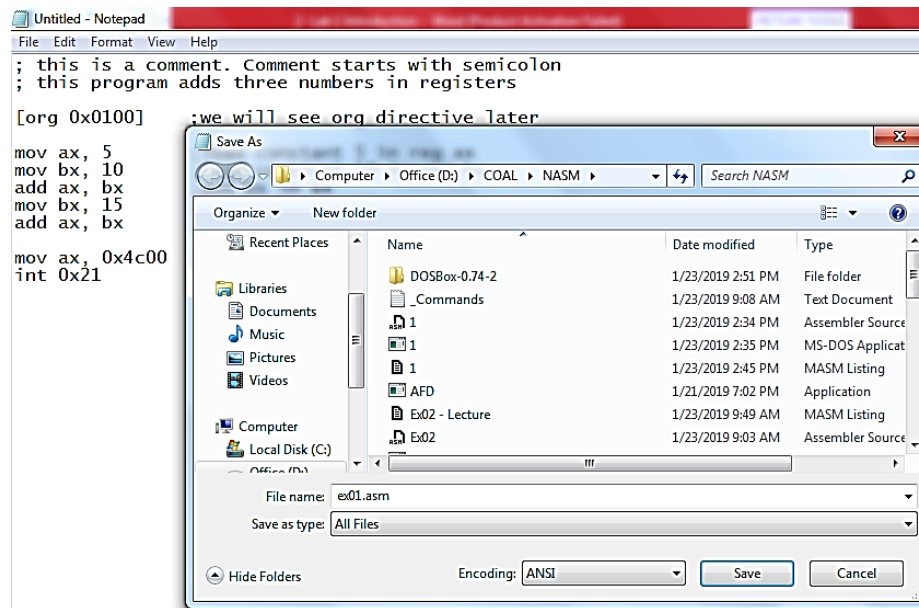 Untitled - Notepad
File Edit Format View Help
; this is a comment. Comment starts with semicolon
; this program adds three numbers in registers
[org 0x0100] ;we will see org directive later
mov ax, 5
mov bx, 10
add ax, bx
mov bx, 15
add ax, bx
mov ax, 0x4c00
int 0x21
Save As
Computer Office (D:) COAL NASM
Search NASM
Organize New folder
Name Date modified Type
Recent Places
Libraries
Documents
Music
Pictures
Videos
Computer
Local Disk (C:)
Office (D:)
DOSBox-0.74-2 1/23/2019 2:51 PM File folder
_Commands 1/23/2019 9:08 AM Text Document
1 1/23/2019 2:34 PM Assembler Source
1 1/23/2019 2:35 PM MS-DOS Applicat
1 1/23/2019 2:45 PM MASM Listing
AFD 1/21/2019 7:02 PM Application
Ex02 - Lecture 1/23/2019 9:49 AM MASM Listing
Ex02 1/23/2019 9:03 AM Assembler Source
File name: ex01.asm
Save as type: All Files
Hide Folders
Encoding: ANSI
Save
Cancel